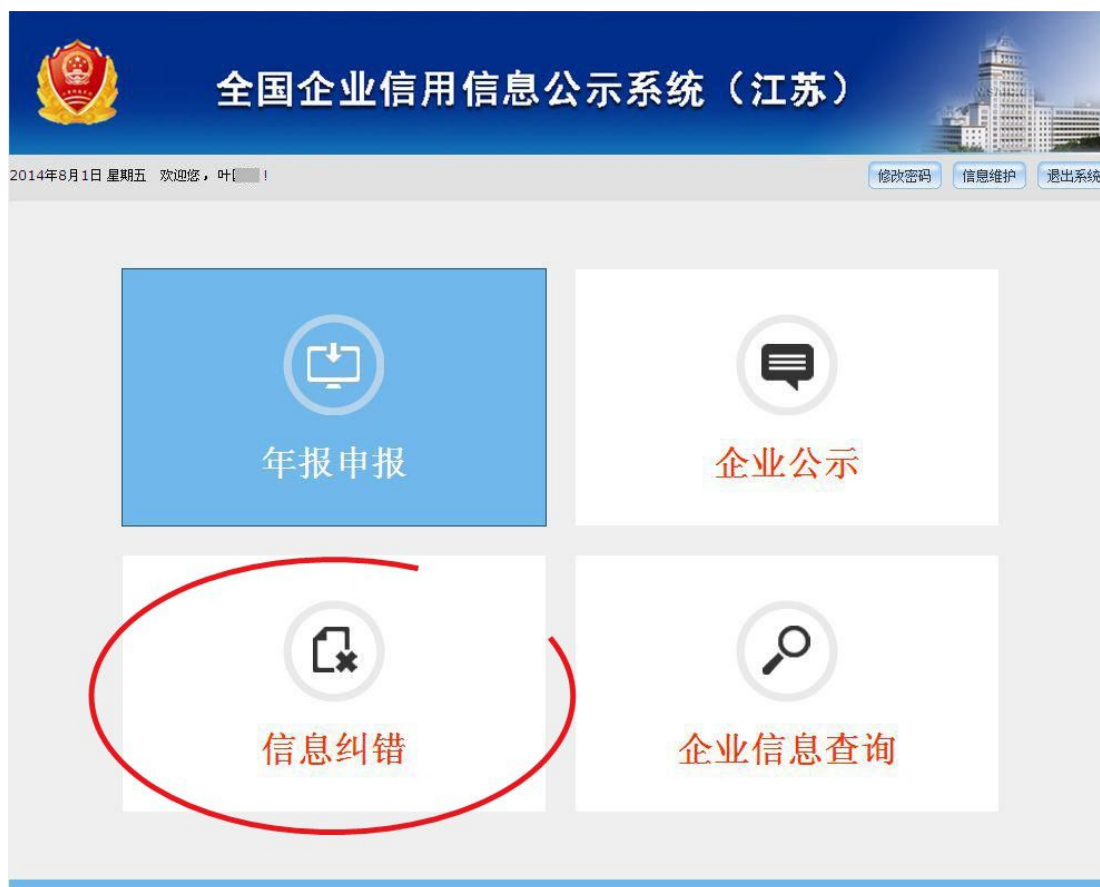 全国企业信用信息公示系统（江苏）
2014年8月1日 星期五 欢迎您，叶 ！
修改密码 信息维护 退出系统
年报申报 企业公示
信息纠错 企业信息查询